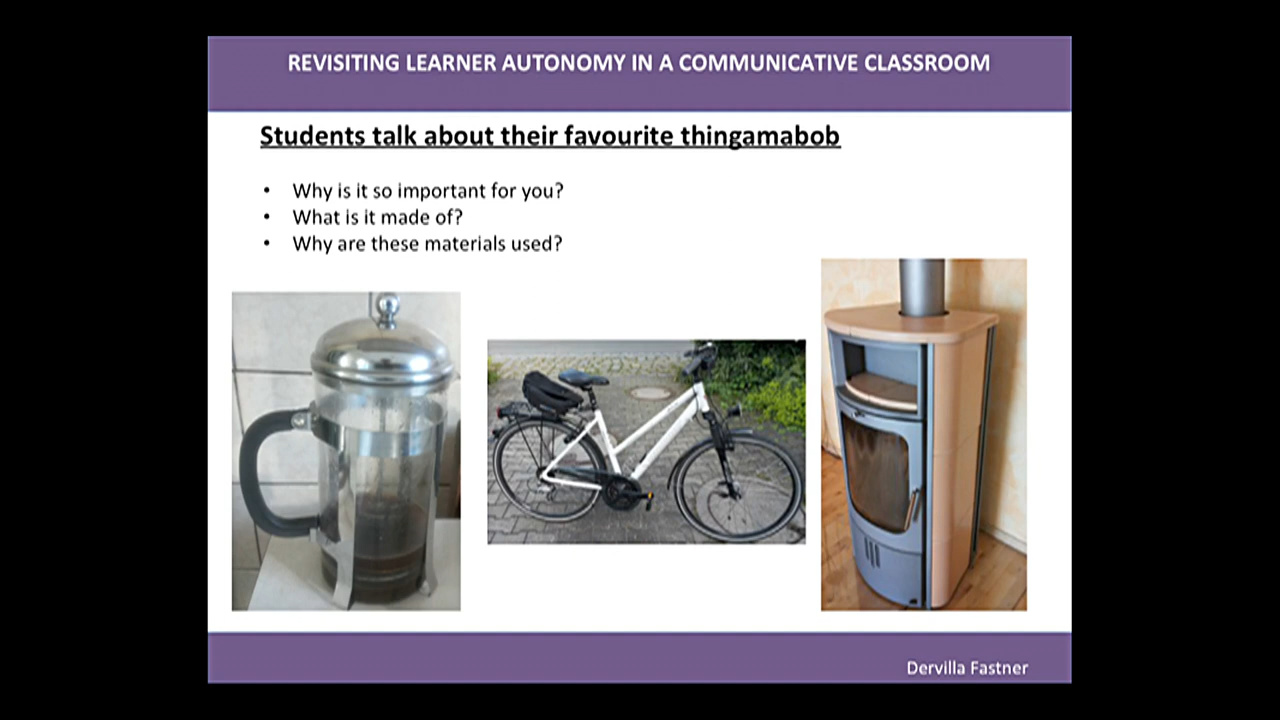 REVISITING LEARNER AUTONOMY IN A COMMUNICATIVE CLASSROOM
Students talk about their favourite thingamabob
• Why is it so important for you?
• What is it made of?
• Why are these materials used?
Dervilla Fastner